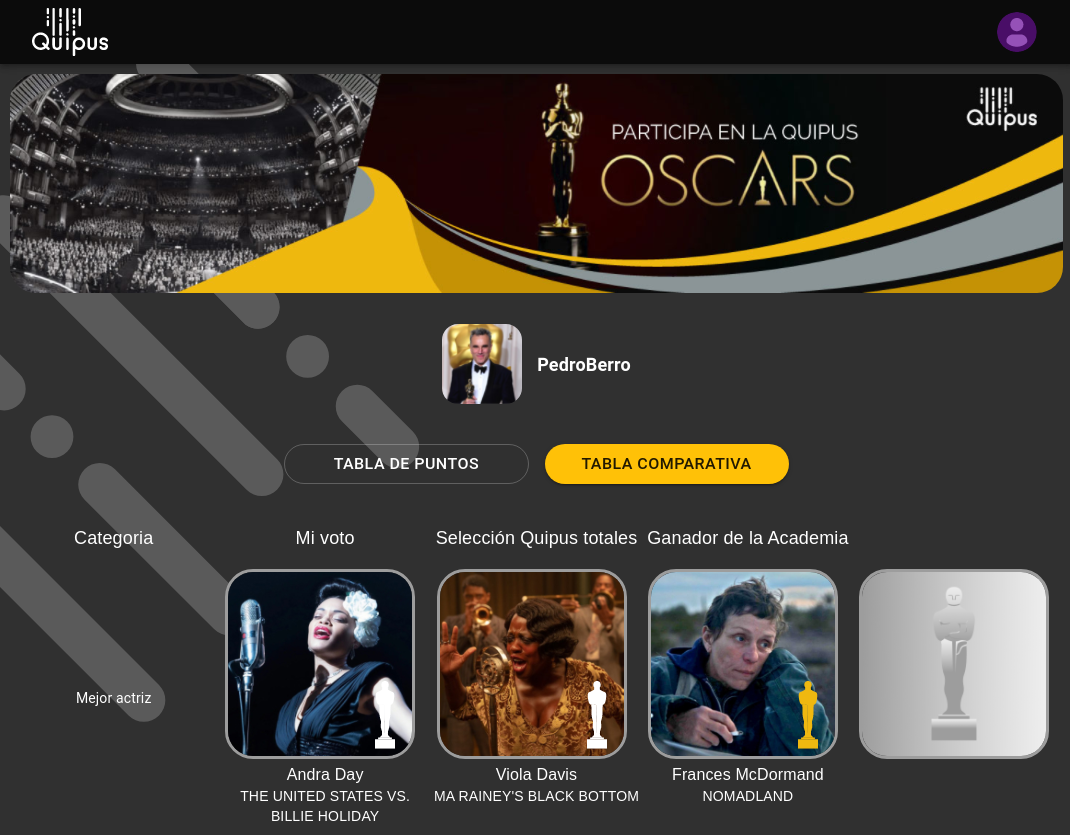 Quipus
Quipus
PARTICIPA EN LA QUIPUS
OSCARS
PedroBerro
TABLA DE PUNTOS
TABLA COMPARATIVA
Categoria
Mi voto
Selección Quipus totales
Ganador de la Academia
Mejor actriz
Andra Day
THE UNITED STATES VS.
BILLIE HOLIDAY
Viola Davis
MA RAINEY'S BLACK BOTTOM
Frances McDormand
NOMADLAND